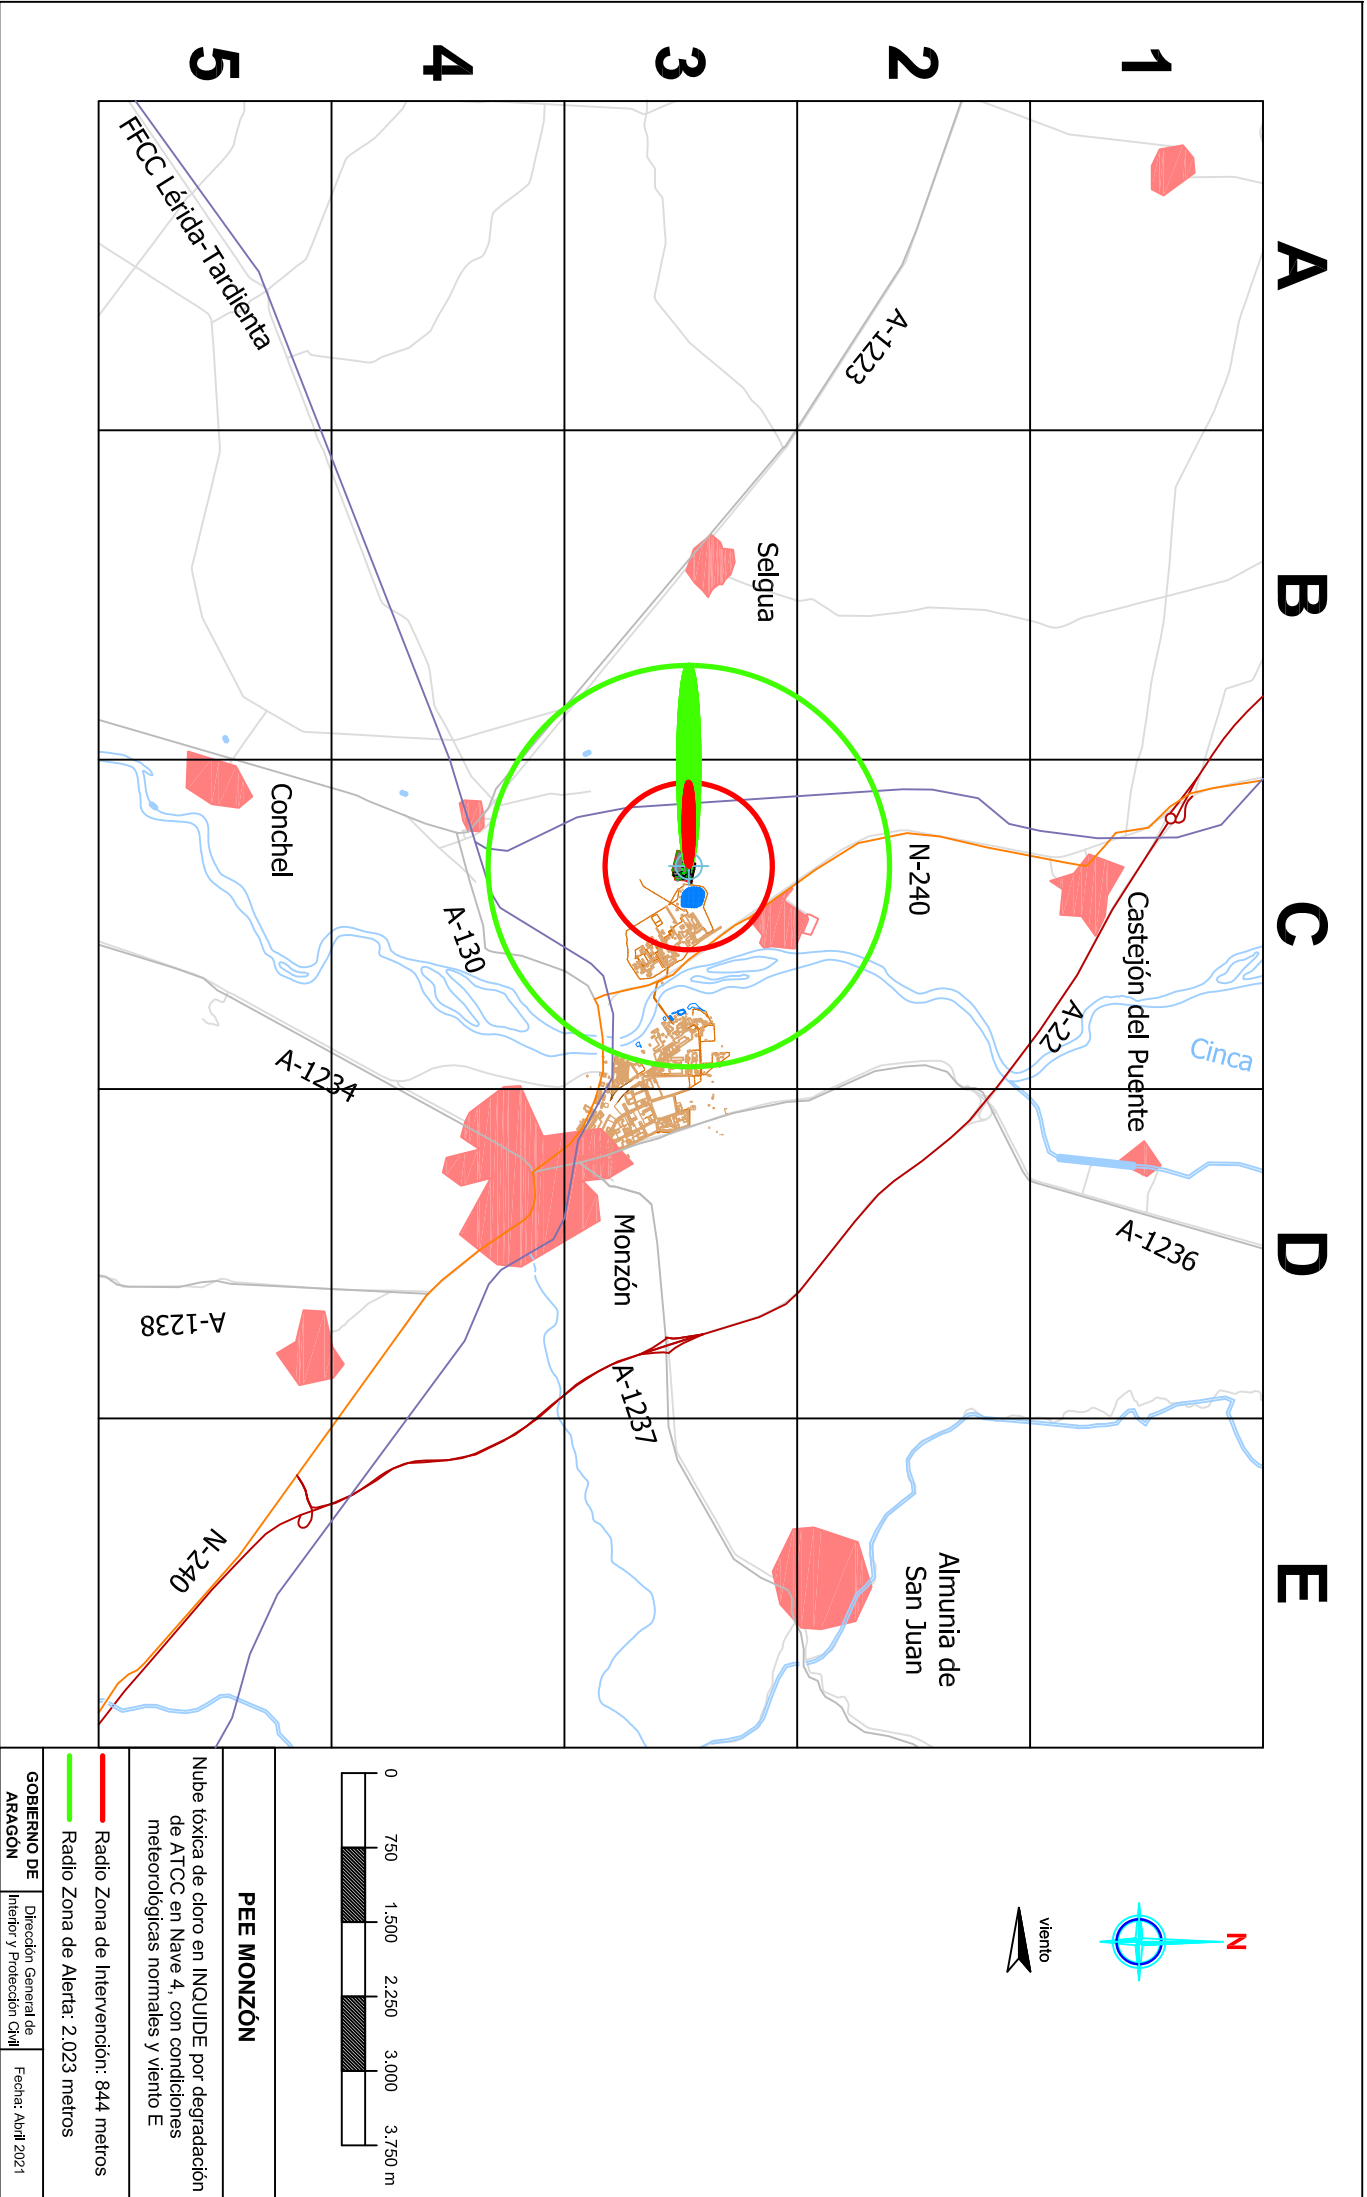 A
B
C
D
E
1
2
3
4
5
FFCC Lérida-Tardienta
A-1223
Selgua
Conchel
A-130
N-240
Castejón del Puente
A-22
Cinca
A-1234
A-1236
Monzón
A-1238
A-1237
N-240
Almunia de
San Juan
N
viento
0
750
1.500
2.250
3.000
3.750 m
PEE MONZÓN
Nube tóxica de cloro en INQUIDE por degradación
de ATCC en Nave 4, con condiciones
meteorológicas normales y viento E
Radio Zona de Intervención: 844 metros
Radio Zona de Alerta: 2.023 metros
GOBIERNO DE
ARAGÓN
Dirección General de
Interior y Protección Civil
Fecha: Abril 2021